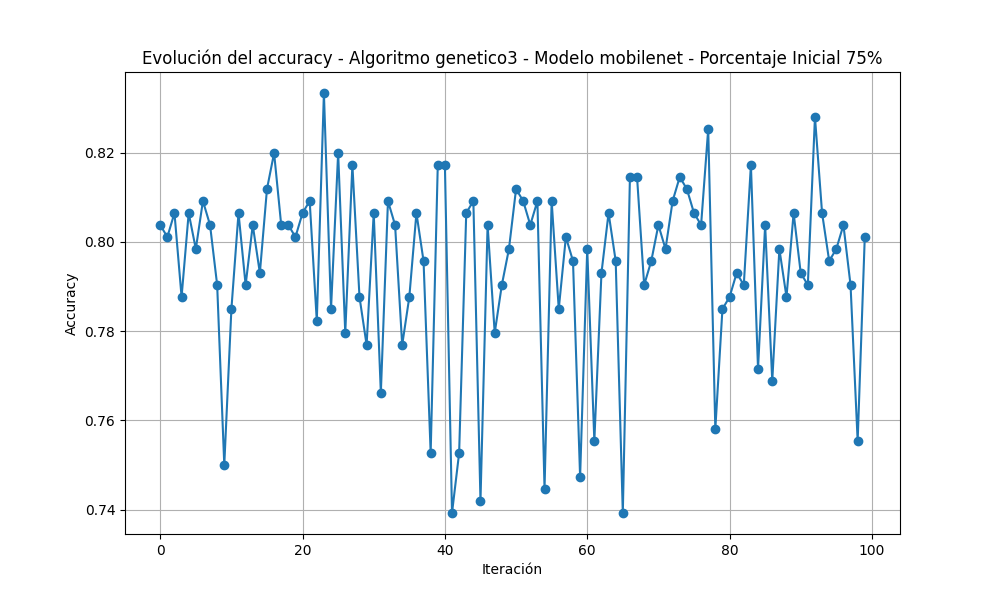 Evolución del accuracy - Algoritmo genetico3 - Modelo mobilenet - Porcentaje Inicial 75%
Accuracy
0.82
0.80
0.78
0.76
0.74
0 20 40 60 80 100
Iteración